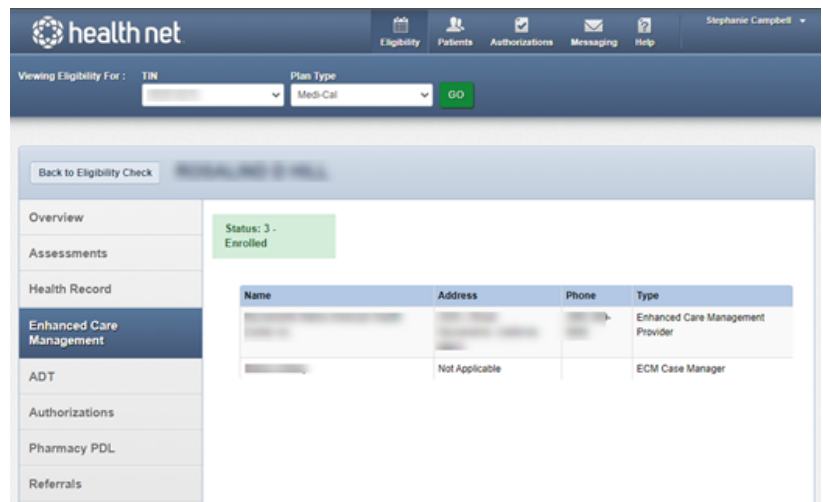 health net
Eligibility
Patients
Authorizations
Messaging
Help
Stephanie Campbell
Viewing Eligibility For :
TIN
Plan Type
Medi-Cal
GO
Back to Eligibility Check
Overview
Assessments
Health Record
Enhanced Care
Management
ADT
Authorizations
Pharmacy PDL
Referrals
Status: 3 -
Enrolled
Name Address Phone Type
Enhanced Care Management
Provider
Not Applicable ECM Case Manager